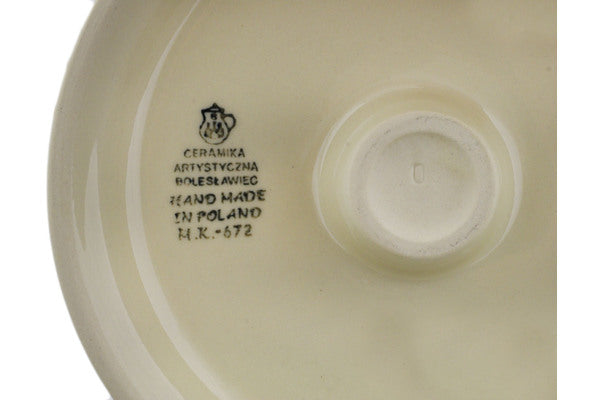 CERAMIKA
ARTYSTYCZNA
BOLESŁAWIEC
HAND MADE
IN POLAND
M.K.-672